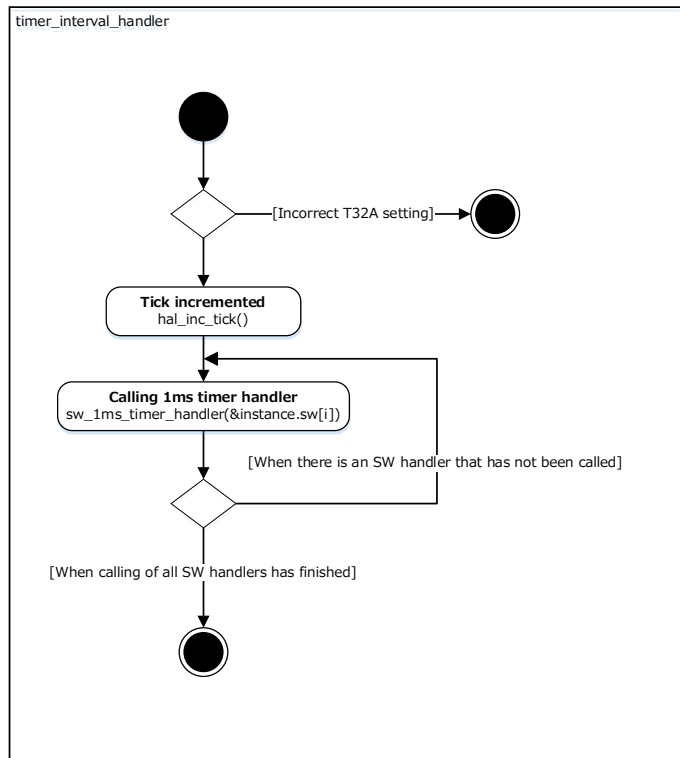 timer_interval_handler
[Incorrect T32A setting]
Tick incremented
hal_inc_tick()
Calling 1ms timer handler
sw_1ms_timer_handler(&instance.sw[i])
[When there is an SW handler that has not been called]
[When calling of all SW handlers has finished]